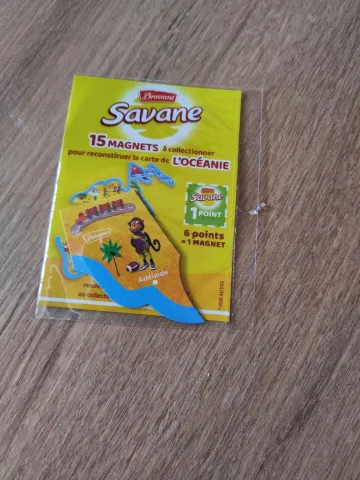 Brossard
Savane
15 MAGNETS à collectionner
pour reconstituer la carte de L'OCÉANIE
Savane
1 POINT
6 points
= 1 MAGNET
Brossard
Adélaïde